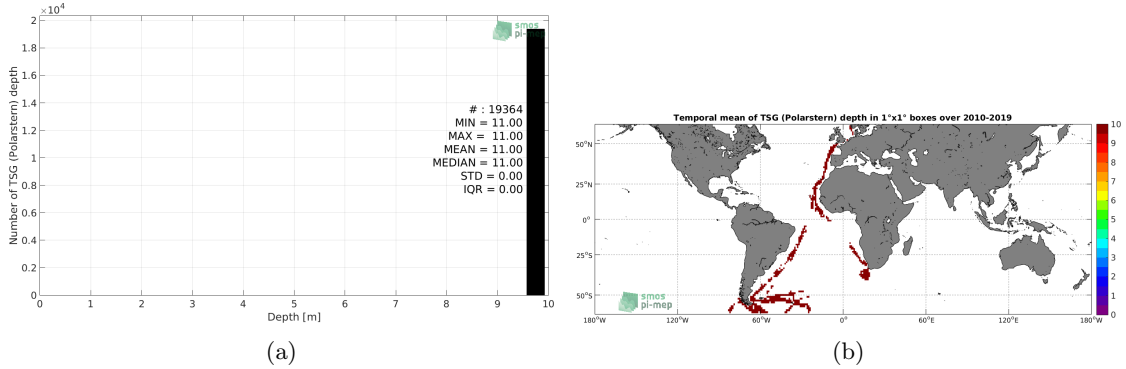 ×10⁴
2
1.8
1.6
1.4
1.2
1
0.8
0.6
0.4
0.2
0
Number of TSG (Polarstern) depth
smos
pi-mep
# : 19364
MIN = 11.00
MAX = 11.00
MEAN = 11.00
MEDIAN = 11.00
STD = 0.00
IQR = 0.00
0 1 2 3 4 5 6 7 8 9 10
Depth [m]
(a)
Temporal mean of TSG (Polarstern) depth in 1°x1° boxes over 2010-2019
50°N
25°N
0°
25°S
50°S
smos
pi-mep
180°W 120°W 60°W 0° 60°E 120°E 180°E
10
9
8
7
6
5
4
3
2
1
0
(b)